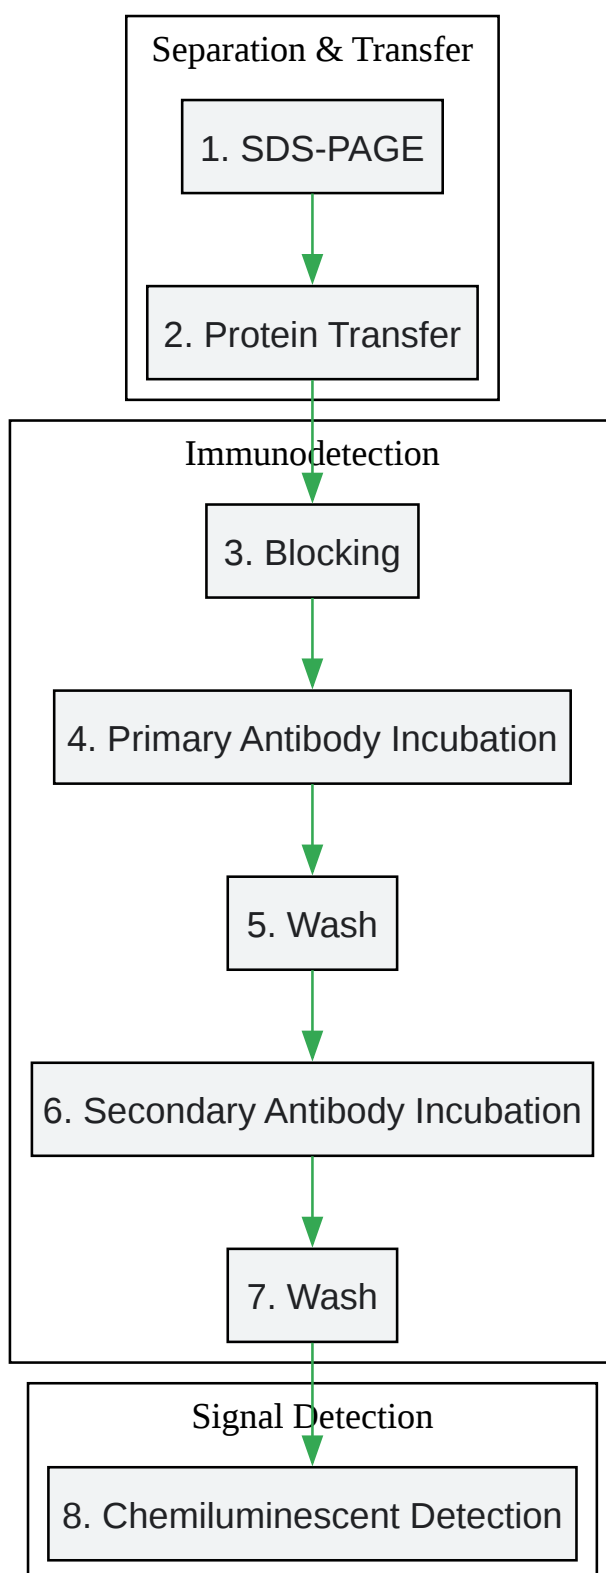 Separation & Transfer
1. SDS-PAGE
2. Protein Transfer
Immunodetection
3. Blocking
4. Primary Antibody Incubation
5. Wash
6. Secondary Antibody Incubation
7. Wash
Signal Detection
8. Chemiluminescent Detection